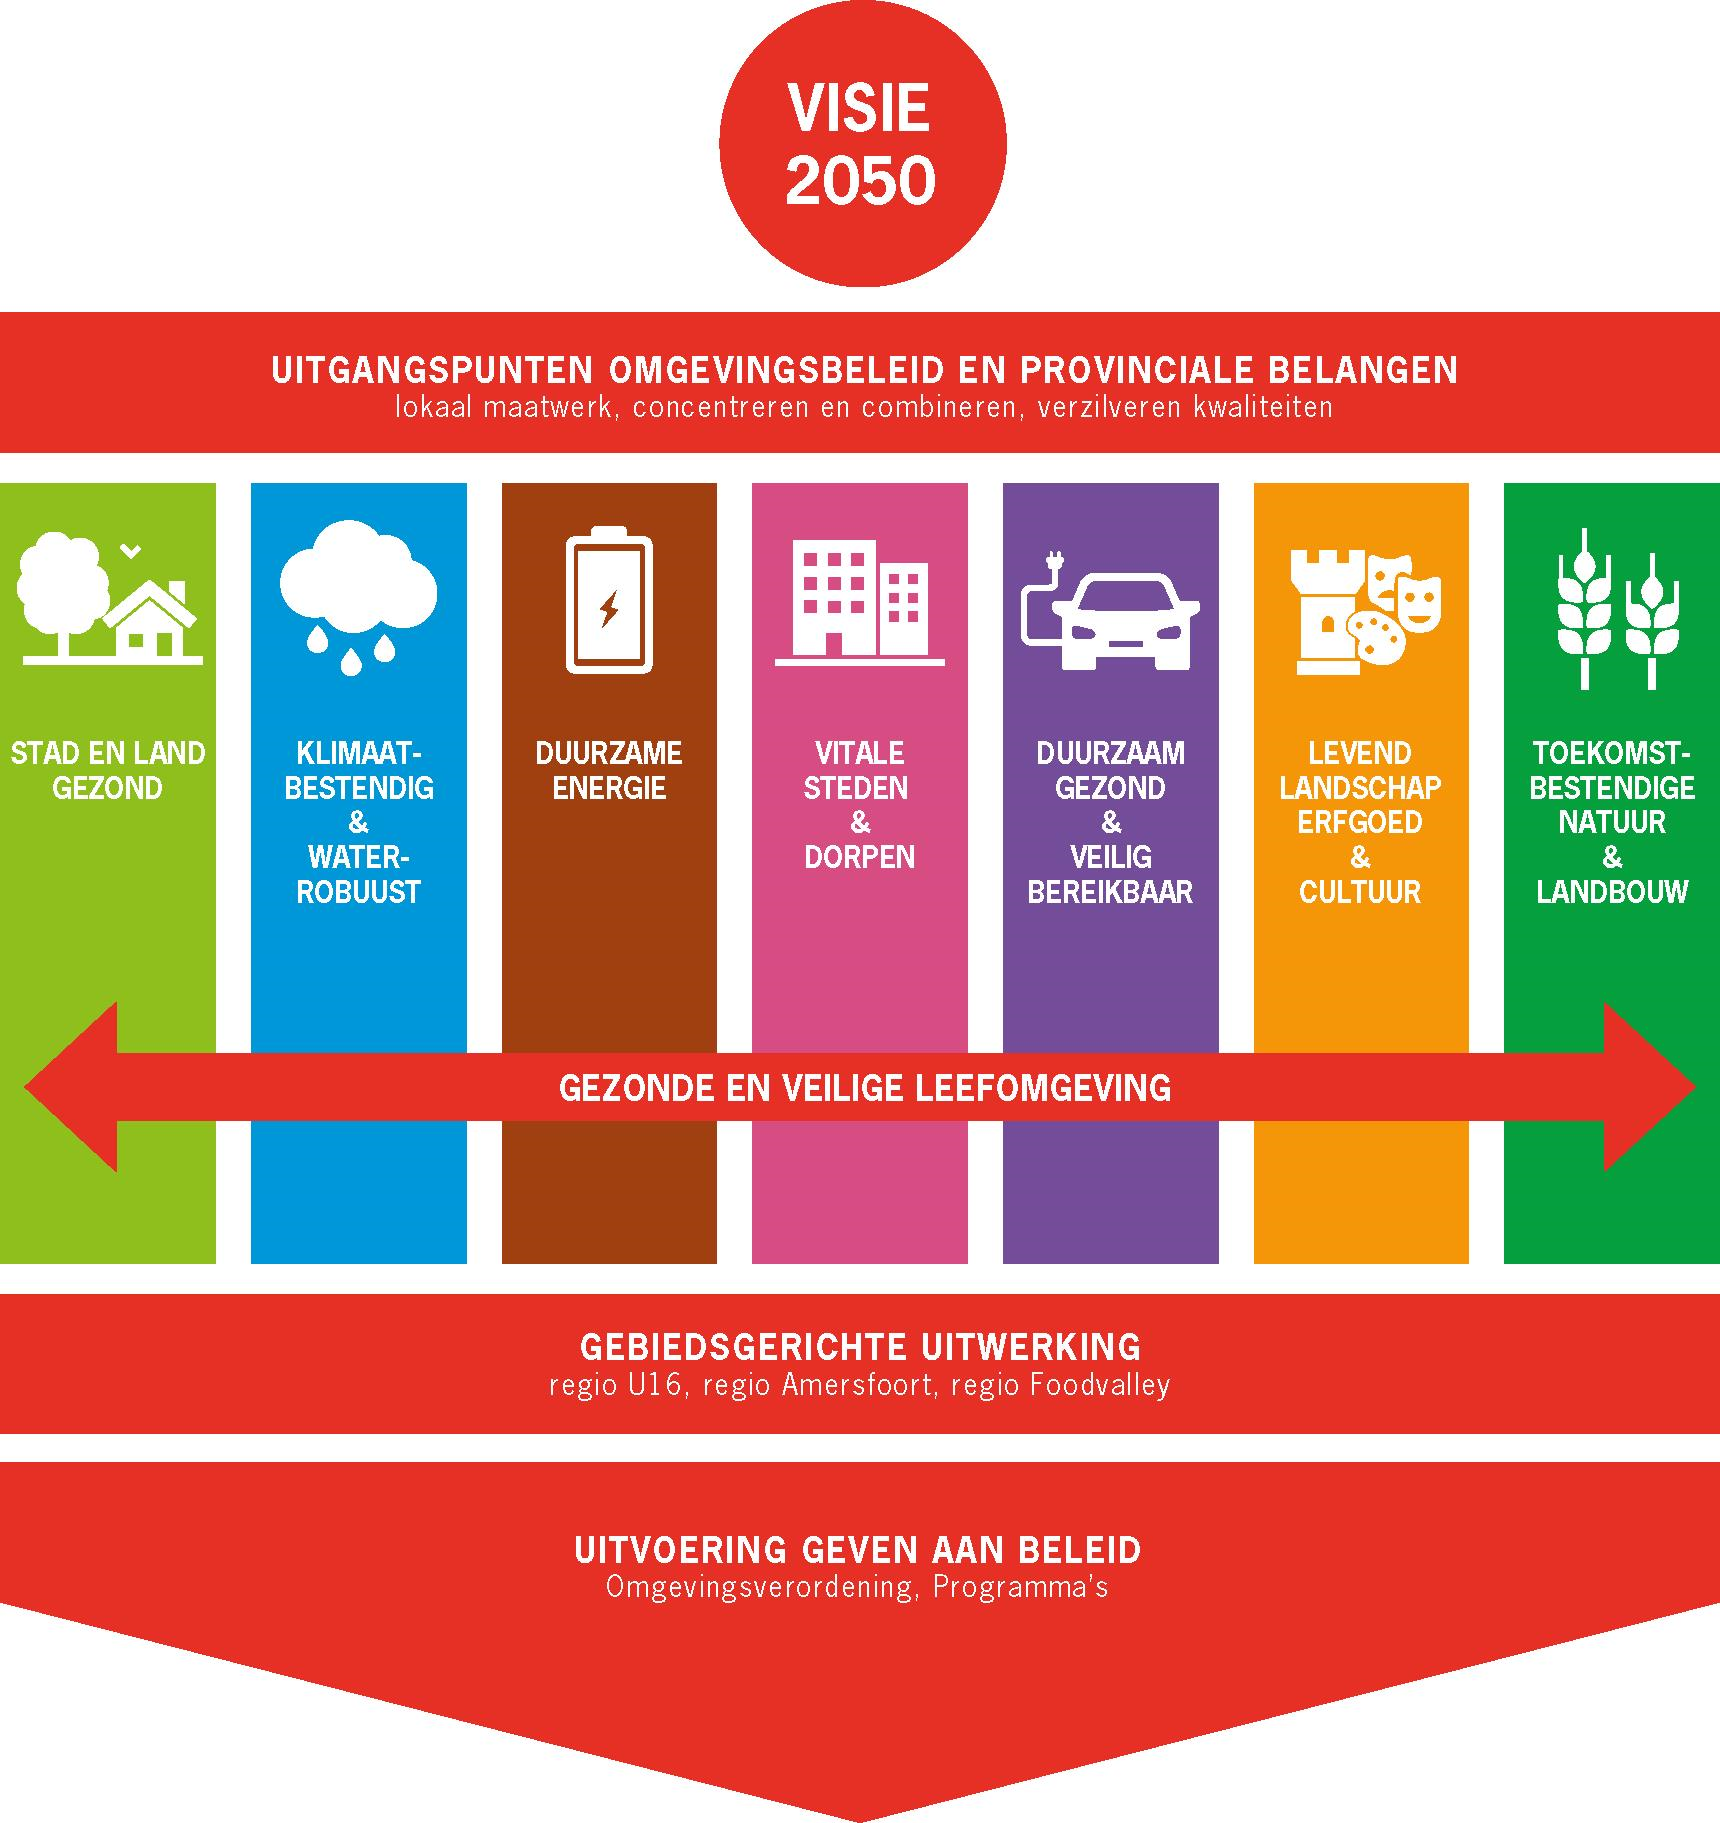 VISIE
2050
UITGANGSPUNTEN OMGEVINGSBELEID EN PROVINCIALE BELANGEN
lokaal maatwerk, concentreren en combineren, verzilveren kwaliteiten
STAD EN LAND
GEZOND
KLIMAAT-
BESTENDIG
&
WATER-
ROBUUST
DUURZAME
ENERGIE
VITALE
STEDEN
&
DORPEN
DUURZAAM
GEZOND
&
VEILIG
BEREIKBAAR
LEVEND
LANDSCHAP
ERFGOED
&
CULTUUR
TOEKOMST-
BESTENDIGE
NATUUR
&
LANDBOUW
GEZONDE EN VEILIGE LEEFOMGEVING
GEBIEDSGERICHTE UITWERKING
regio U16, regio Amersfoort, regio Foodvalley
UITVOERING GEVEN AAN BELEID
Omgevingsverordening, Programma's